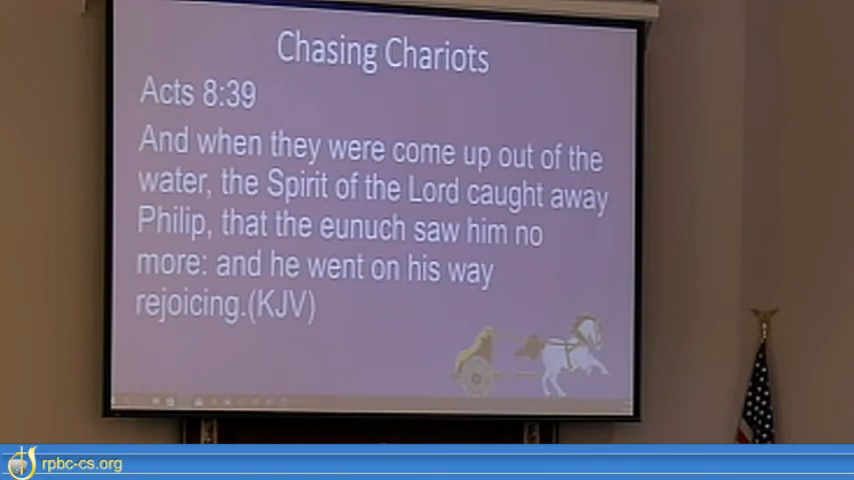 Chasing Chariots
Acts 8:39
And when they were come up out of the
water, the Spirit of the Lord caught away
Philip, that the eunuch saw him no
more: and he went on his way
rejoicing.(KJV)
rpbc-cs.org